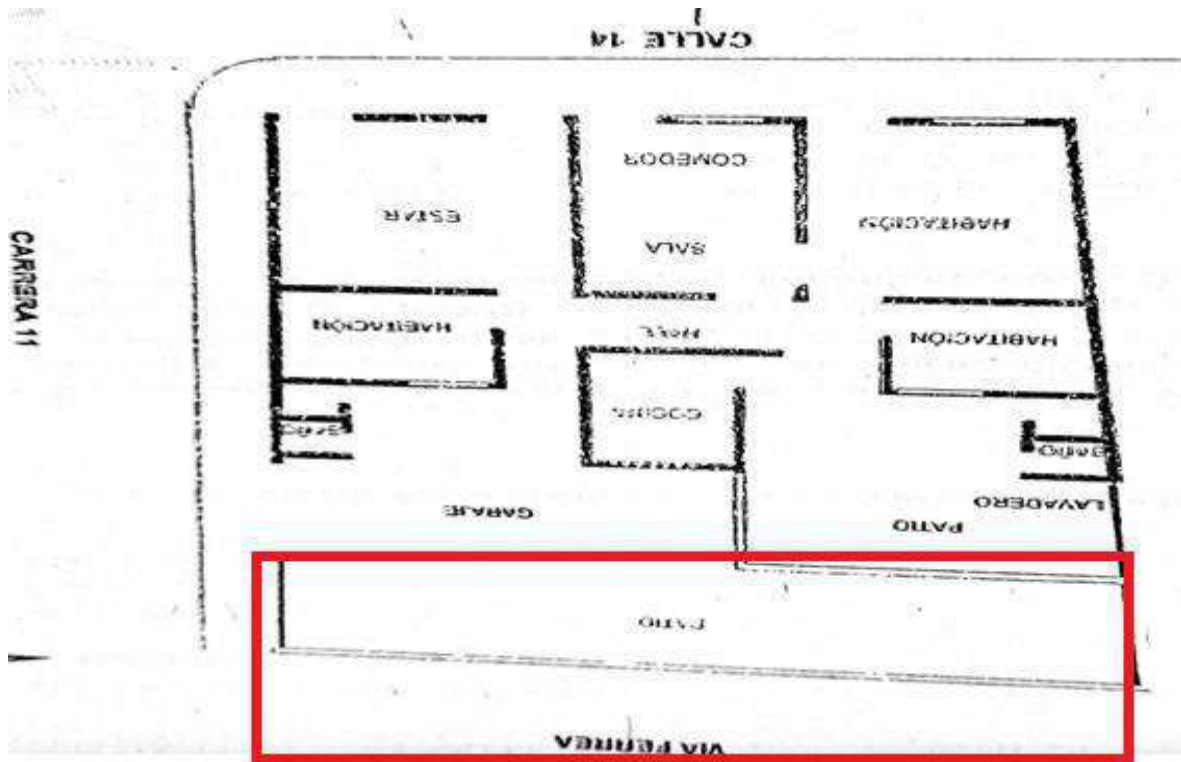 CALLE 14
COMEDOR
ESTAR
HABITACIÓN
SALA
CARRERA 11
HABITACIÓN
HALL
HABITACIÓN
COCINA
BAÑO
BAÑO
GARAJE
LAVADERO
PATIO
PATIO
VIA FERREA